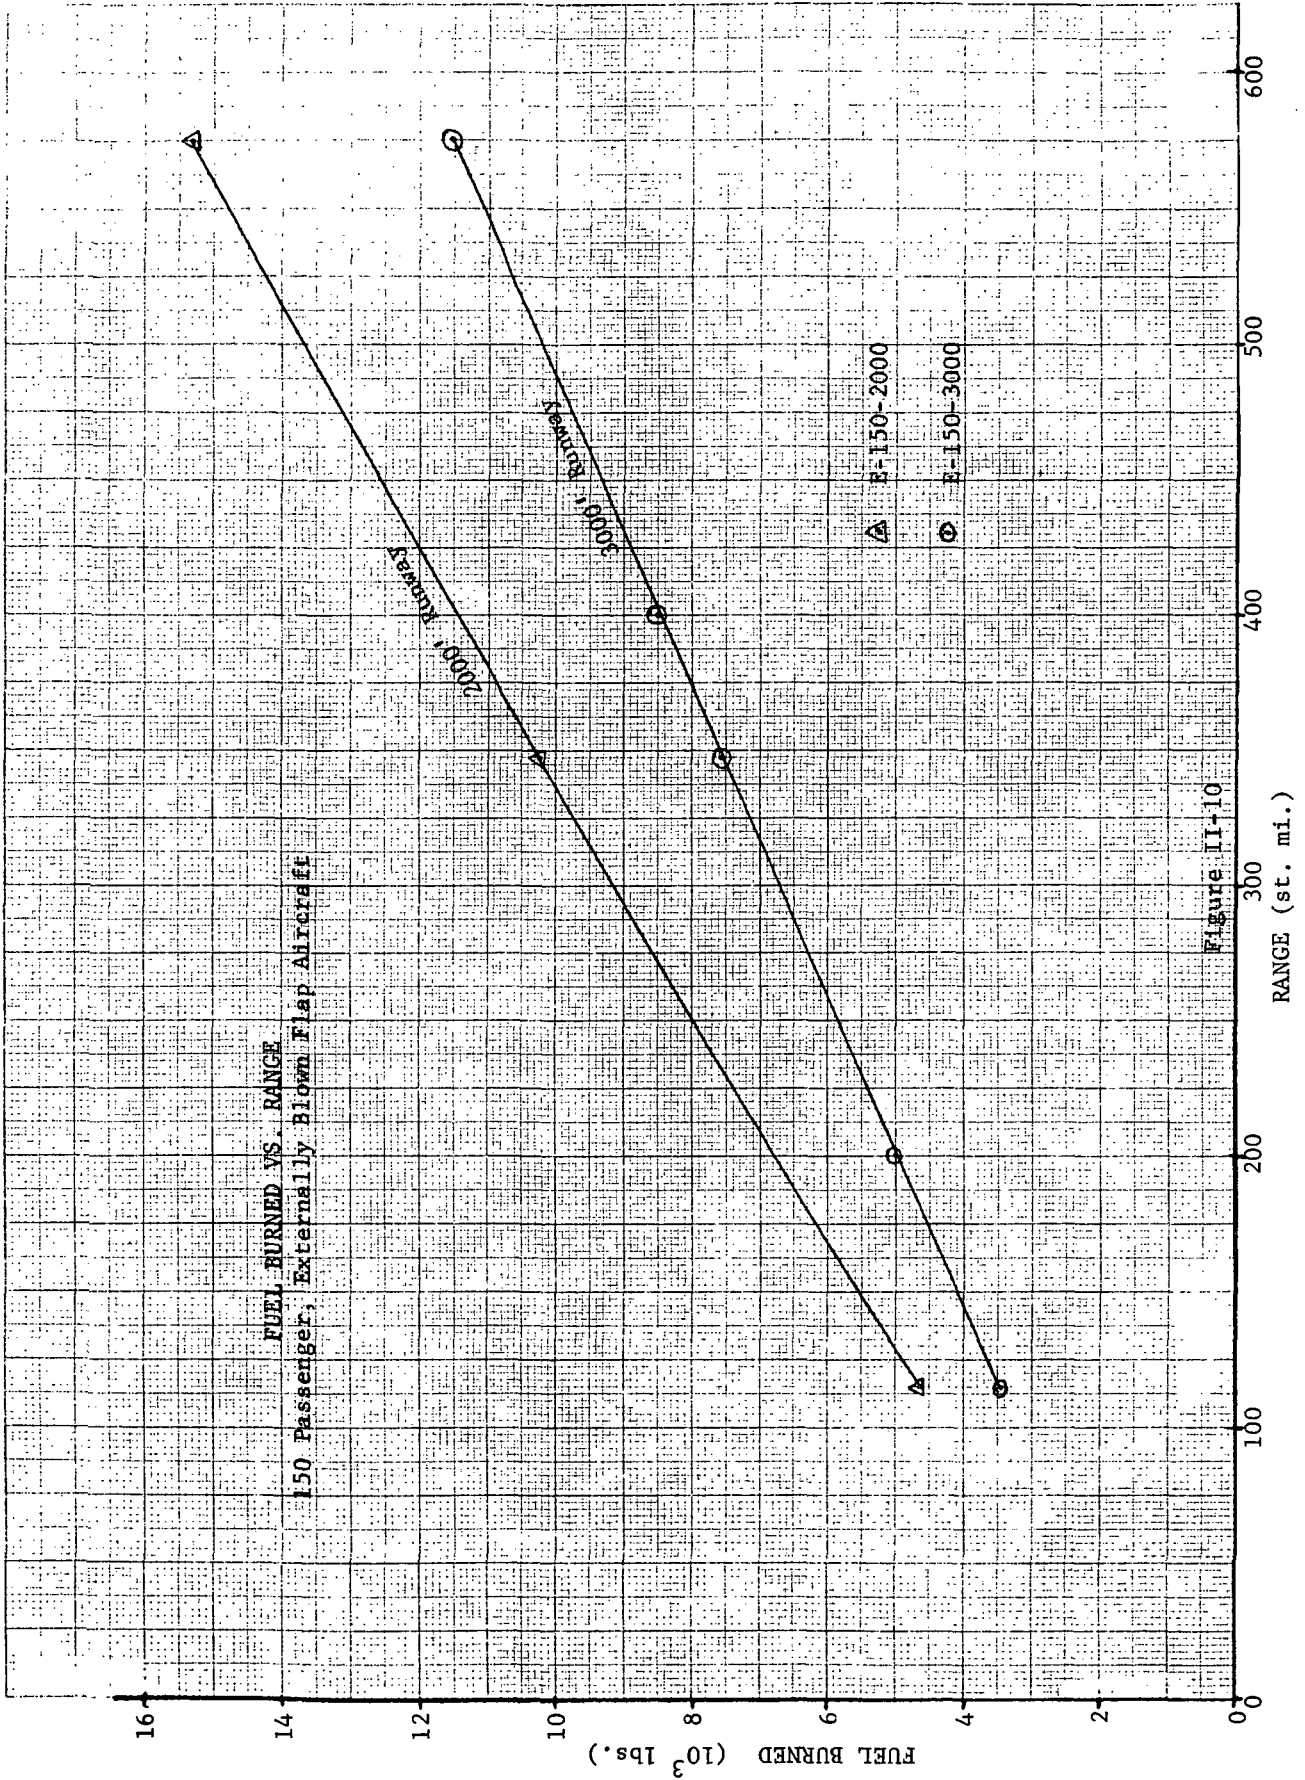 FUEL BURNED VS. RANGE
150 Passenger, Externally Blown Flap Aircraft
FUEL BURNED (10³ lbs.)
16
14
12
10
8
6
4
2
0
2000' Runway
3000' Runway
E-150-2000
E-150-3000
0
100
200
300
400
500
600
Figure II-10
RANGE (st. mi.)